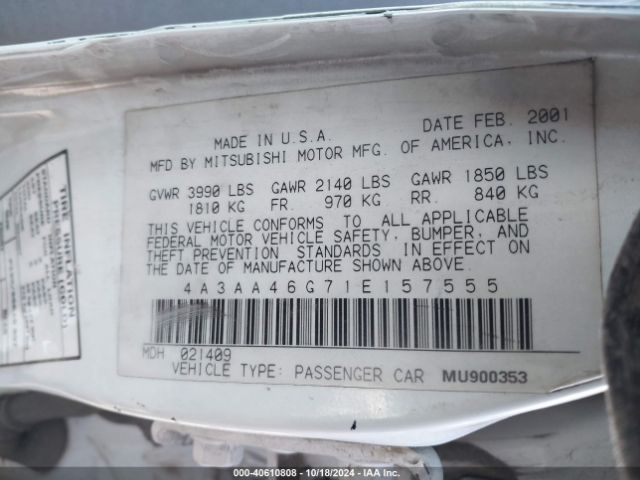 MADE IN U.S.A. DATE FEB. 2001
MFD BY MITSUBISHI MOTOR MFG. OF AMERICA, INC.
GVWR 3990 LBS GAWR 2140 LBS GAWR 1850 LBS
1810 KG FR. 970 KG RR. 840 KG
THIS VEHICLE CONFORMS TO ALL APPLICABLE
FEDERAL MOTOR VEHICLE SAFETY, BUMPER, AND
THEFT PREVENTION STANDARDS IN EFFECT ON
THE DATE OF MANUFACTURE SHOWN ABOVE.
4A3AA46G71E157555
MDH 021409
VEHICLE TYPE: PASSENGER CAR MU900353
TIRE INFLATION
000-40610808 - 10/18/2024 - IAA Inc.